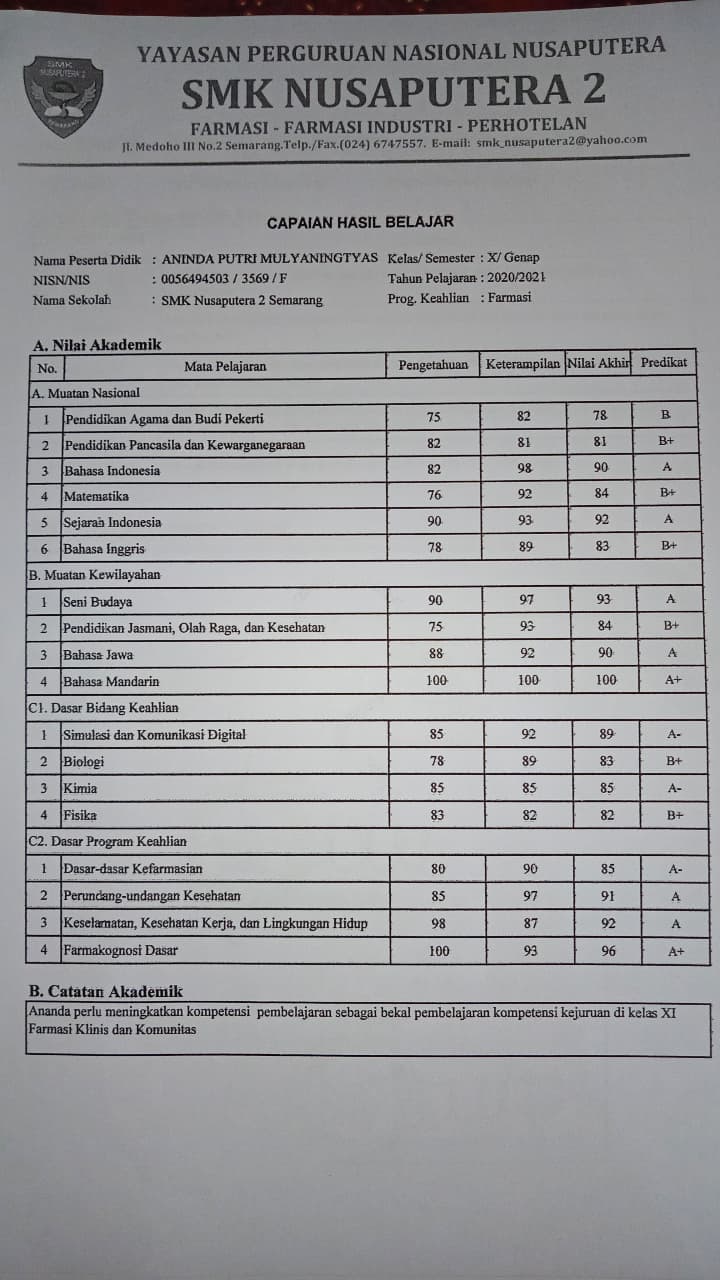 SMK
NUSAPUTERA 2
SEMARANG
YAYASAN PERGURUAN NASIONAL NUSAPUTERA
SMK NUSAPUTERA 2
FARMASI - FARMASI INDUSTRI - PERHOTELAN
Jl. Medoho III No.2 Semarang.Telp./Fax.(024) 6747557. E-mail: smk_nusaputera2@yahoo.com
CAPAIAN HASIL BELAJAR
Nama Peserta Didik : ANINDA PUTRI MULYANINGTYAS Kelas/ Semester : X/ Genap
NISN/NIS : 0056494503 / 3569 / F Tahun Pelajaran : 2020/2021
Nama Sekolah : SMK Nusaputera 2 Semarang Prog. Keahlian : Farmasi
A. Nilai Akademik
No. Mata Pelajaran Pengetahuan Keterampilan Nilai Akhir Predikat
A. Muatan Nasional
1 Pendidikan Agama dan Budi Pekerti 75 82 78 B
2 Pendidikan Pancasila dan Kewarganegaraan 82 81 81 B+
3 Bahasa Indonesia 82 98 90 A
4 Matematika 76 92 84 B+
5 Sejarah Indonesia 90 93 92 A
6 Bahasa Inggris 78 89 83 B+
B. Muatan Kewilayahan
1 Seni Budaya 90 97 93 A
2 Pendidikan Jasmani, Olah Raga, dan Kesehatan 75 93 84 B+
3 Bahasa Jawa 88 92 90 A
4 Bahasa Mandarin 100 100 100 A+
C1. Dasar Bidang Keahlian
1 Simulasi dan Komunikasi Digital 85 92 89 A-
2 Biologi 78 89 83 B+
3 Kimia 85 85 85 A-
4 Fisika 83 82 82 B+
C2. Dasar Program Keahlian
1 Dasar-dasar Kefarmasian 80 90 85 A-
2 Perundang-undangan Kesehatan 85 97 91 A
3 Keselamatan, Kesehatan Kerja, dan Lingkungan Hidup 98 87 92 A
4 Farmakognosi Dasar 100 93 96 A+
B. Catatan Akademik
Ananda perlu meningkatkan kompetensi pembelajaran sebagai bekal pembelajaran kompetensi kejuruan di kelas XI
Farmasi Klinis dan Komunitas